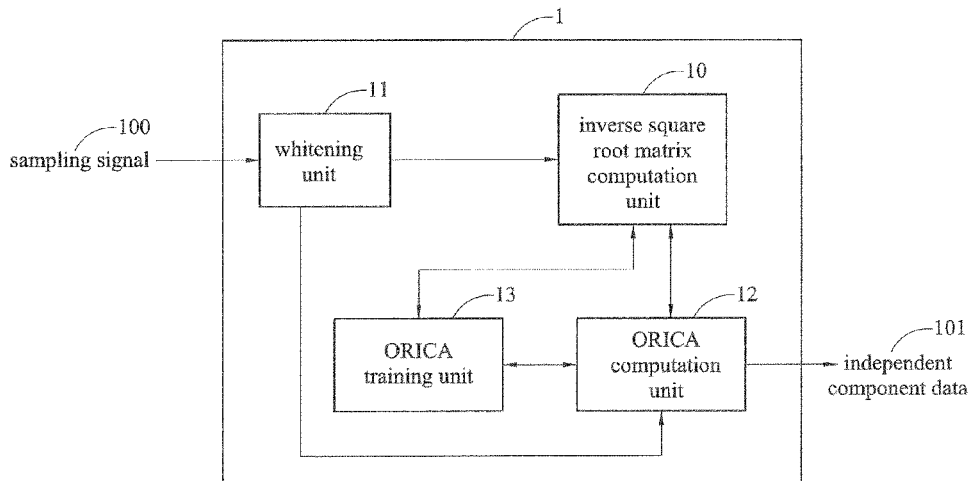 1
10
11
100
sampling signal
whitening
unit
inverse square
root matrix
computation
unit
13
12
ORICA
training unit
ORICA
computation
unit
101
independent
component data